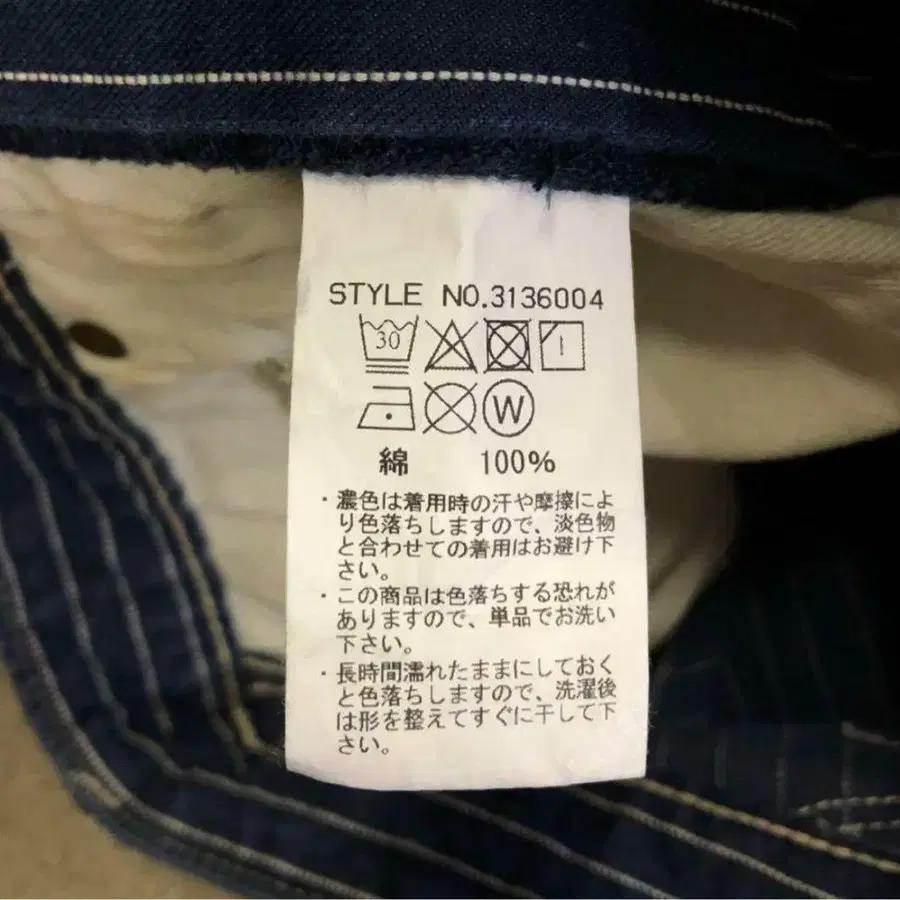 STYLE NO.3136004
30
W
綿 100%
・濃色は着用時の汗や摩擦によ
り色落ちしますので、淡色物
と合わせての着用はお避け下
さい。
・この商品は色落ちする恐れが
ありますので、単品でお洗い
下さい。
・長時間濡れたままにしておく
と色落ちしますので、洗濯後
は形を整えてすぐに干して下
さい。